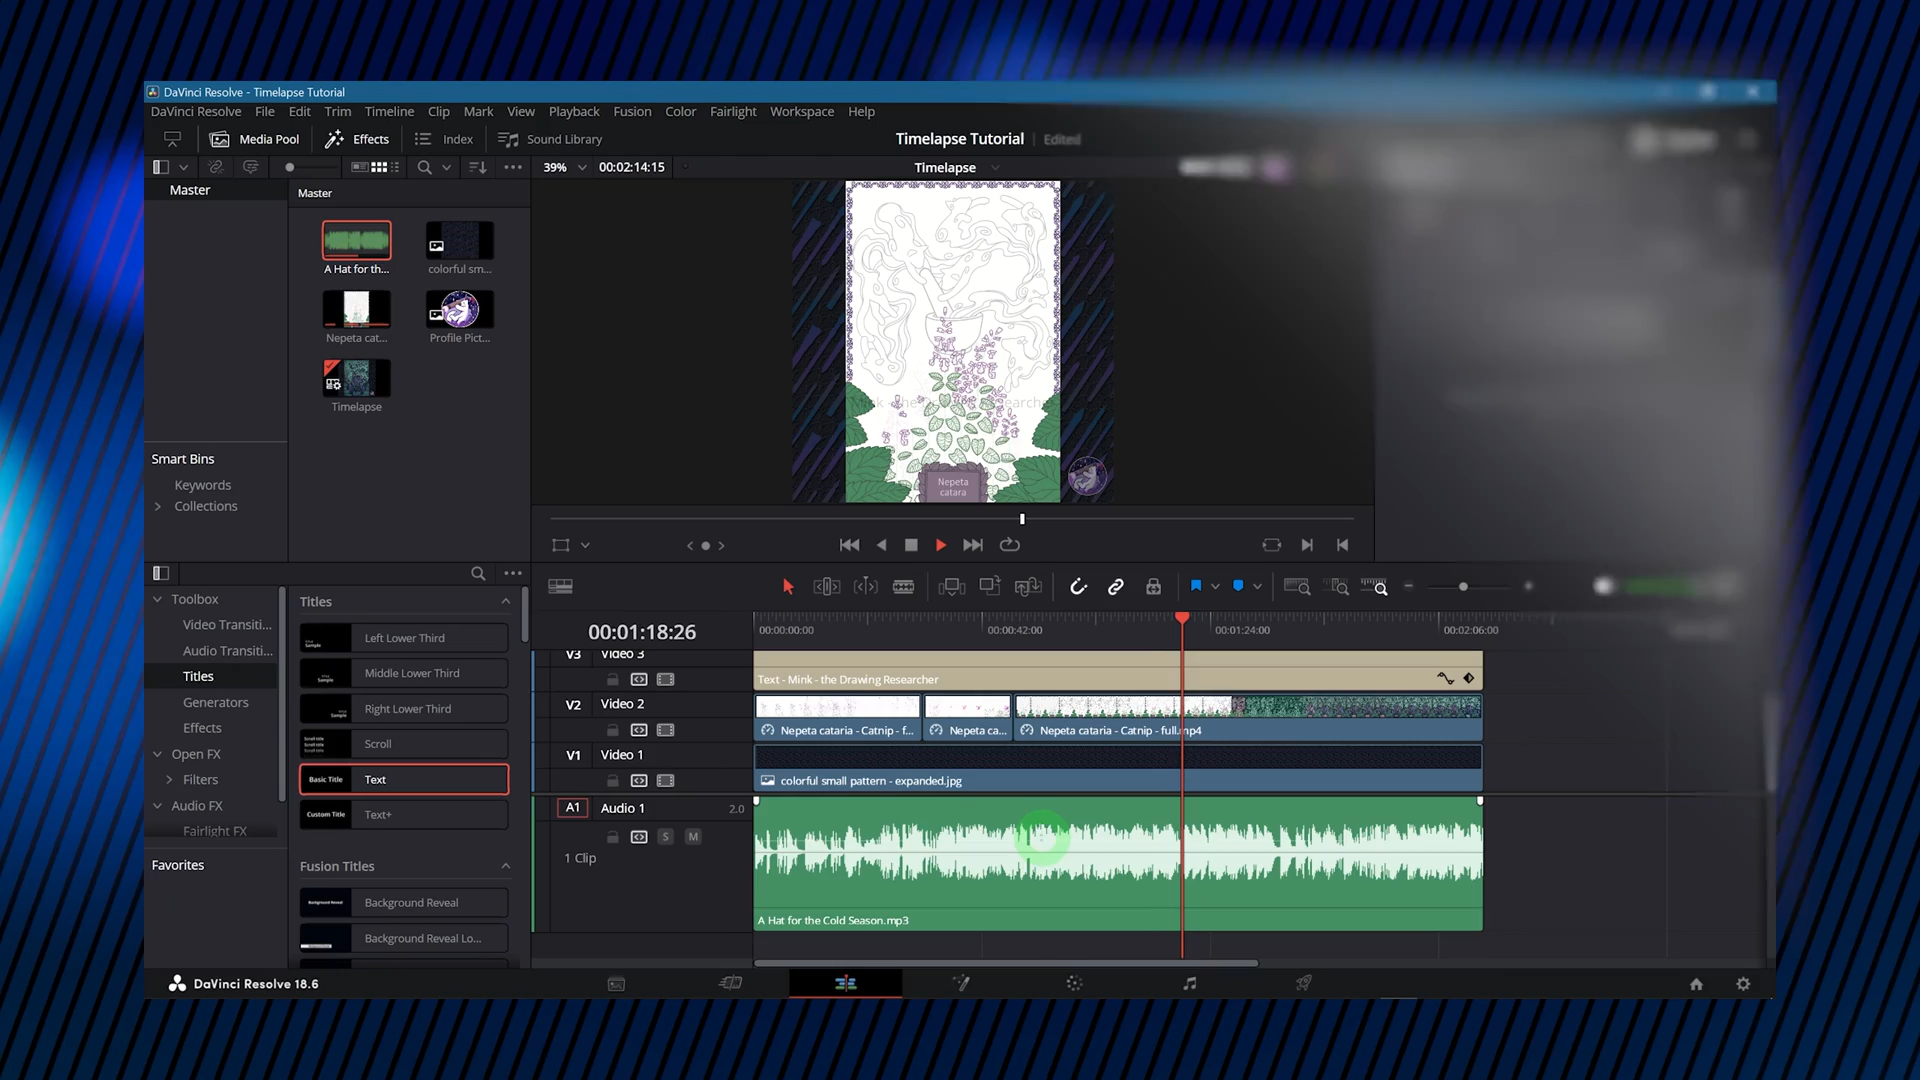 DaVinci Resolve - Timelapse Tutorial
DaVinci Resolve File Edit Trim Timeline Clip Mark View Playback Fusion Color Fairlight Workspace Help
Media Pool Effects Index Sound Library Timelapse Tutorial Edited
39% 00:02:14:15 Timelapse
Master
Master
A Hat for th...
colorful sm...
Nepeta cat...
Profile Pict...
Timelapse
Smart Bins
Keywords
Collections
Mink - the Drawing Researcher
Nepeta
catara
Toolbox
Video Transiti...
Audio Transiti...
Titles
Generators
Effects
Open FX
Filters
Audio FX
Fairlight FX
Favorites
Titles
Left Lower Third
Middle Lower Third
Right Lower Third
Scroll
Basic Title Text
Custom Title Text+
Fusion Titles
Background Reveal Background Reveal
Background Reveal Lo...
00:01:18:26
00:00:00:00 00:00:42:00 00:01:24:00 00:02:06:00
V3 Video 3
Text - Mink - the Drawing Researcher
V2 Video 2
Nepeta cataria - Catnip - f... Nepeta ca... Nepeta cataria - Catnip - full.mp4
V1 Video 1
colorful small pattern - expanded.jpg
A1 Audio 1 2.0
S M
1 Clip
A Hat for the Cold Season.mp3
DaVinci Resolve 18.6